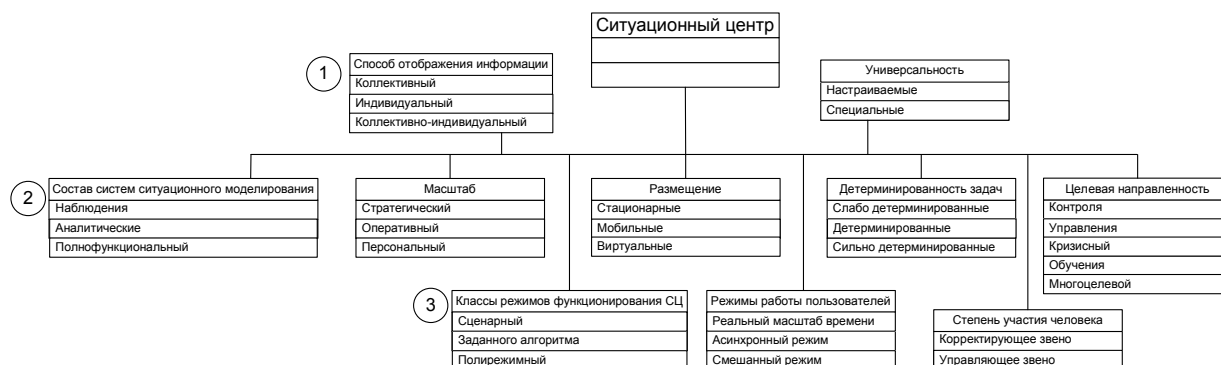 Ситуационный центр
1
Способ отображения информации
Коллективный
Индивидуальный
Коллективно-индивидуальный
Универсальность
Настраиваемые
Специальные
2
Состав систем ситуационного моделирования
Наблюдения
Аналитические
Полнофункциональный
Масштаб
Стратегический
Оперативный
Персональный
Размещение
Стационарные
Мобильные
Виртуальные
Детерминированность задач
Слабо детерминированные
Детерминированные
Сильно детерминированные
Целевая направленность
Контроля
Управления
Кризисный
Обучения
Многоцелевой
3
Классы режимов функционирования СЦ
Сценарный
Заданного алгоритма
Полирежимный
Режимы работы пользователей
Реальный масштаб времени
Асинхронный режим
Смешанный режим
Степень участия человека
Корректирующее звено
Управляющее звено